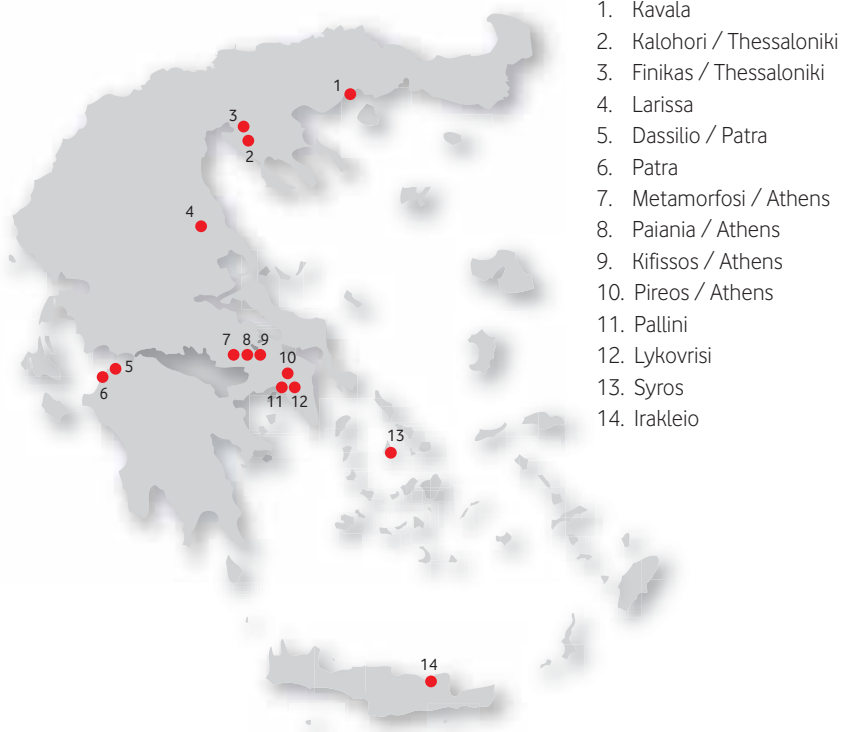 1. Kavala
2. Kalohori / Thessaloniki
3. Finikas / Thessaloniki
4. Larissa
5. Dassilio / Patra
6. Patra
7. Metamorfosi / Athens
8. Paiania / Athens
9. Kifissos / Athens
10. Pireos / Athens
11. Pallini
12. Lykovrisi
13. Syros
14. Irakleio
1
3
2
4
7 8 9
5
10
6
11 12
13
14